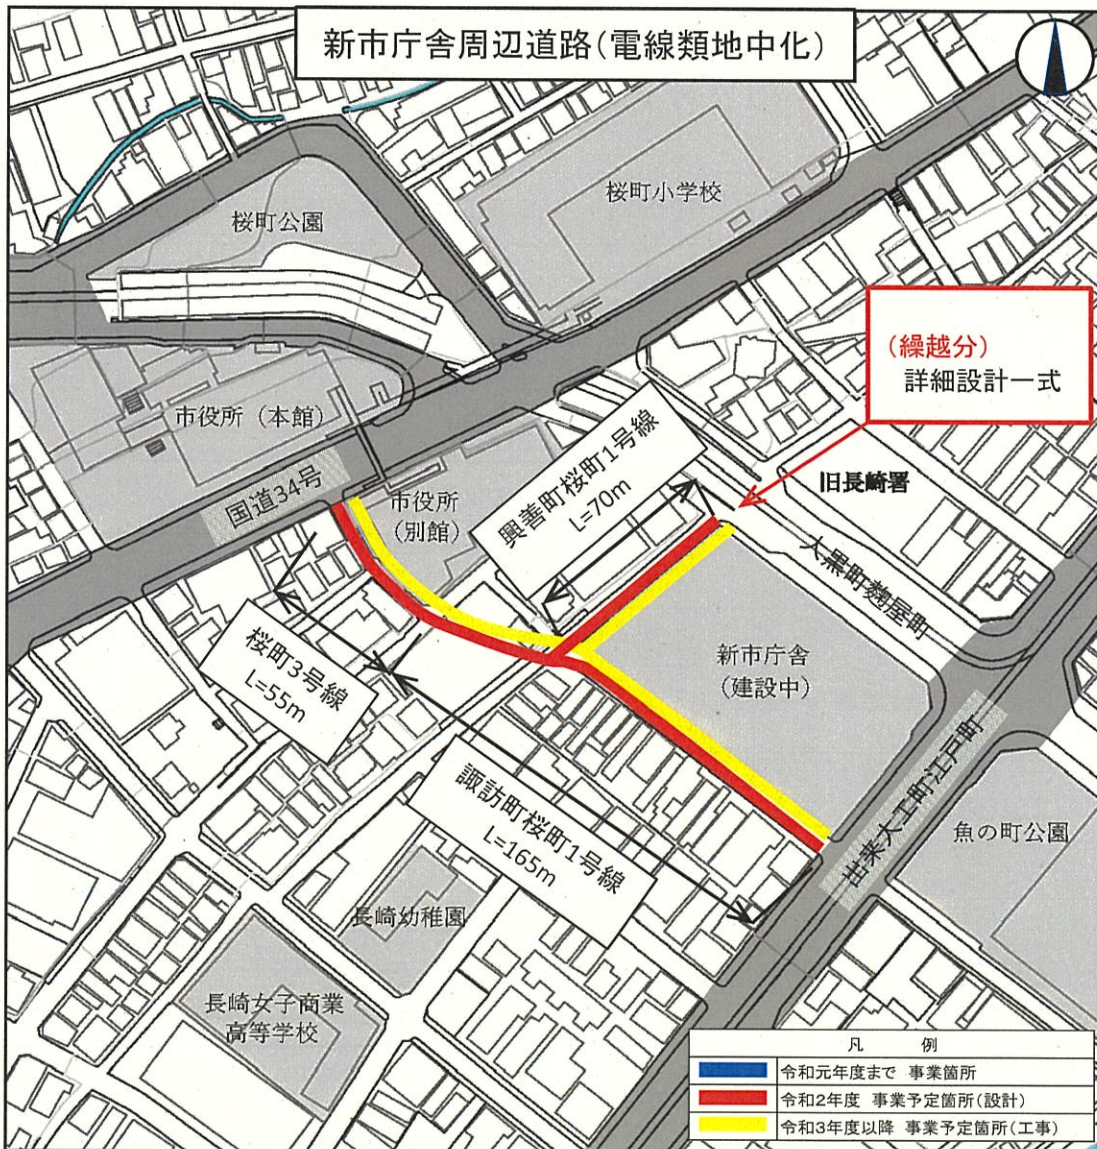 新市庁舎周辺道路(電線類地中化)
桜町小学校
桜町公園
(繰越分)
詳細設計一式
市役所(本館)
国道34号
市役所
(別館)
興善町桜町1号線
L=70m
旧長崎署
大黒町麹屋町
新市庁舎
(建設中)
桜町3号線
L=55m
諏訪町桜町1号線
L=165m
出来大工町江戸町
魚の町公園
長崎幼稚園
長崎女子商業
高等学校
凡 例
令和元年度まで 事業箇所
令和2年度 事業予定箇所(設計)
令和3年度以降 事業予定箇所(工事)